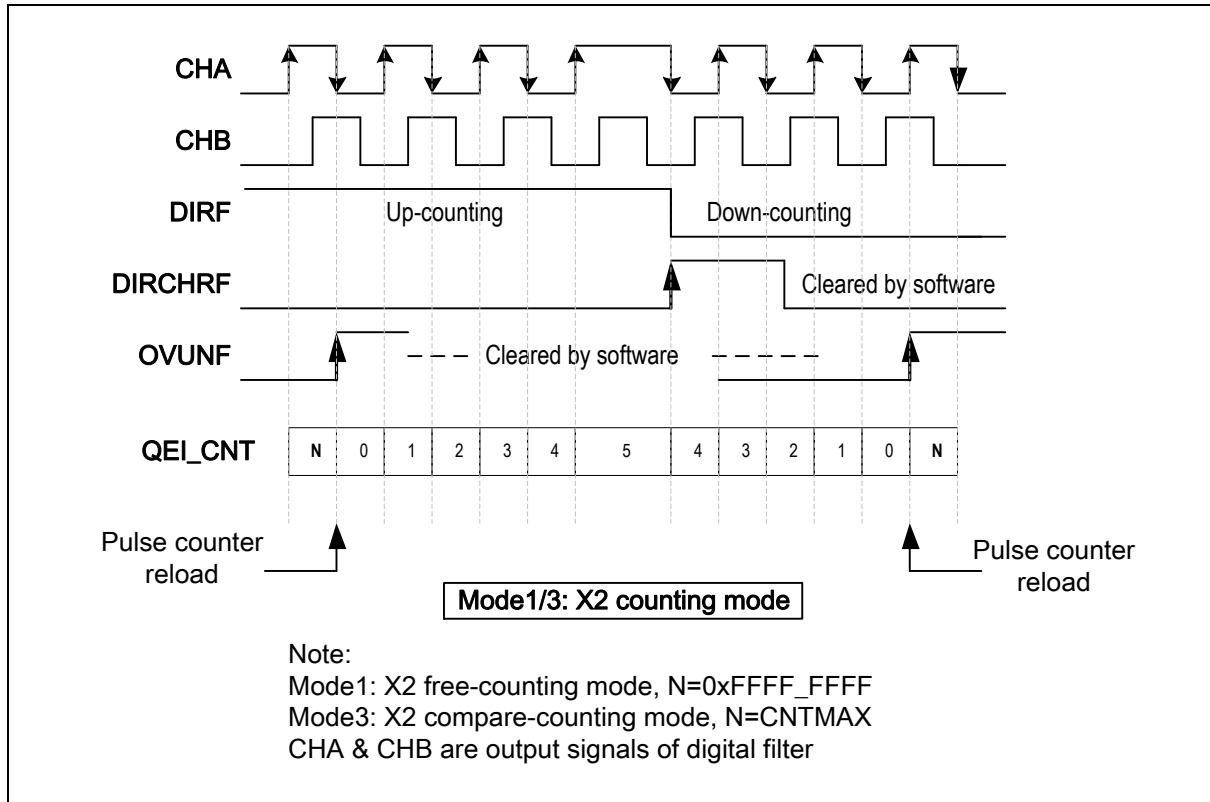 CHA
CHB
DIRF
Up-counting
Down-counting
DIRCHRF
Cleared by software
OVUNF
Cleared by software
QEI_CNT
N 0 1 2 3 4 5 4 3 2 1 0 N
Pulse counter
reload
Pulse counter
reload
Mode1/3: X2 counting mode
Note:
Mode1: X2 free-counting mode, N=0xFFFF_FFFF
Mode3: X2 compare-counting mode, N=CNTMAX
CHA & CHB are output signals of digital filter